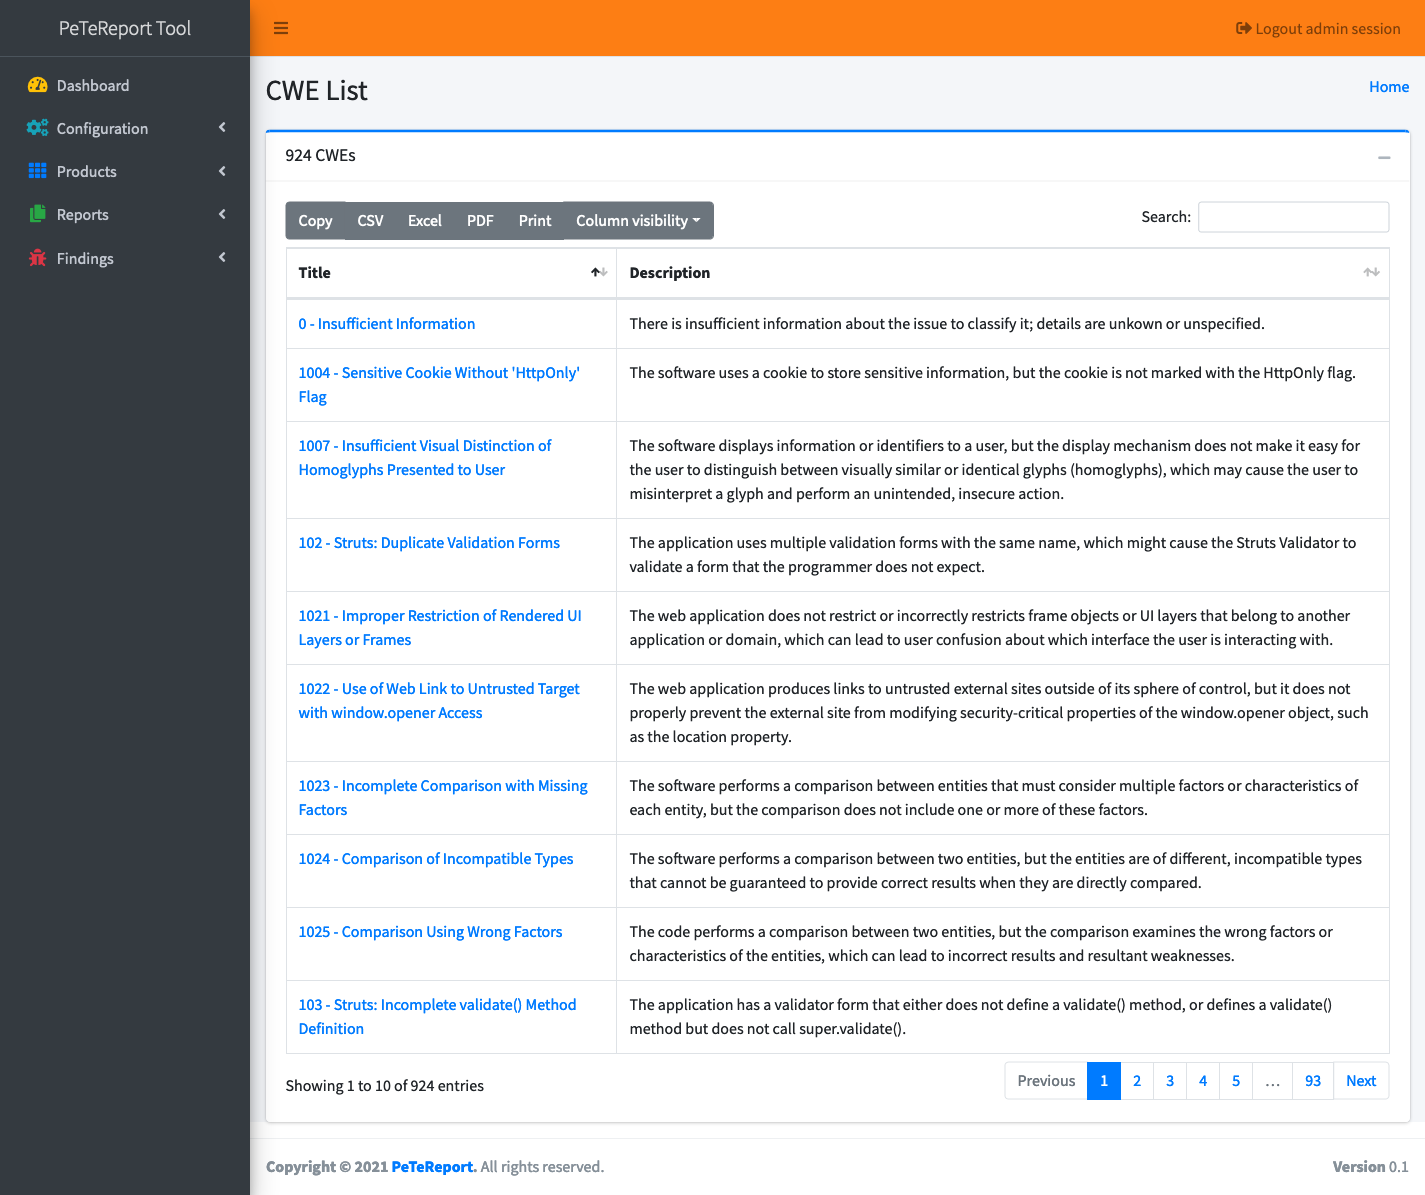 PeTeReport Tool
Logout admin session
Dashboard
Configuration
Products
Reports
Findings
CWE List
Home
924 CWEs
Copy CSV Excel PDF Print Column visibility
Search:
Title Description
0 - Insufficient Information
There is insufficient information about the issue to classify it; details are unkown or unspecified.
1004 - Sensitive Cookie Without 'HttpOnly'
Flag
The software uses a cookie to store sensitive information, but the cookie is not marked with the HttpOnly flag.
1007 - Insufficient Visual Distinction of
Homoglyphs Presented to User
The software displays information or identifiers to a user, but the display mechanism does not make it easy for
the user to distinguish between visually similar or identical glyphs (homoglyphs), which may cause the user to
misinterpret a glyph and perform an unintended, insecure action.
102 - Struts: Duplicate Validation Forms
The application uses multiple validation forms with the same name, which might cause the Struts Validator to
validate a form that the programmer does not expect.
1021 - Improper Restriction of Rendered UI
Layers or Frames
The web application does not restrict or incorrectly restricts frame objects or UI layers that belong to another
application or domain, which can lead to user confusion about which interface the user is interacting with.
1022 - Use of Web Link to Untrusted Target
with window.opener Access
The web application produces links to untrusted external sites outside of its sphere of control, but it does not
properly prevent the external site from modifying security-critical properties of the window.opener object, such
as the location property.
1023 - Incomplete Comparison with Missing
Factors
The software performs a comparison between entities that must consider multiple factors or characteristics of
each entity, but the comparison does not include one or more of these factors.
1024 - Comparison of Incompatible Types
The software performs a comparison between two entities, but the entities are of different, incompatible types
that cannot be guaranteed to provide correct results when they are directly compared.
1025 - Comparison Using Wrong Factors
The code performs a comparison between two entities, but the comparison examines the wrong factors or
characteristics of the entities, which can lead to incorrect results and resultant weaknesses.
103 - Struts: Incomplete validate() Method
Definition
The application has a validator form that either does not define a validate() method, or defines a validate()
method but does not call super.validate().
Showing 1 to 10 of 924 entries
Previous 1 2 3 4 5 … 93 Next
Copyright © 2021 PeTeReport. All rights reserved.
Version 0.1